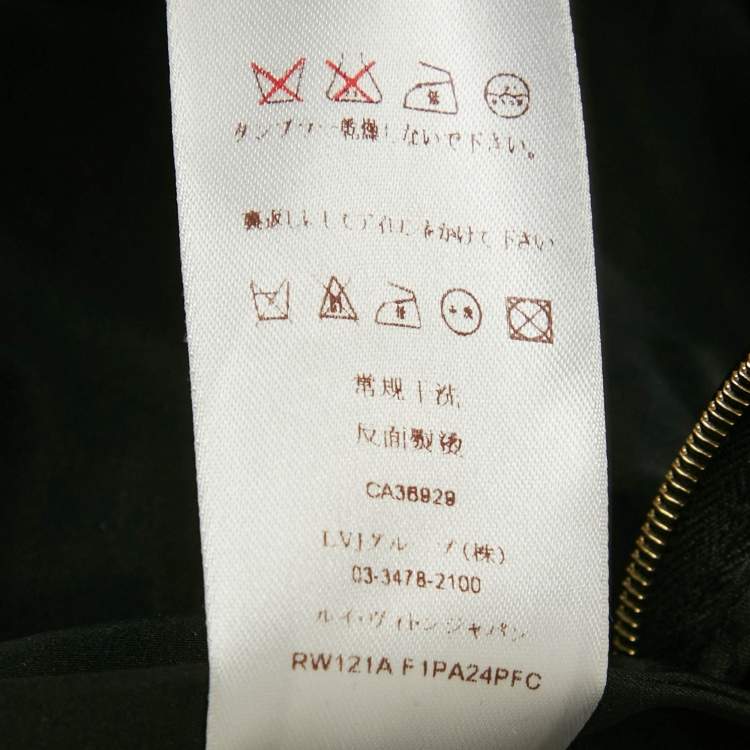 タンブラー乾燥しないで下さい。
裏返しにしてアイロンをかけて下さい
常规干洗
反面熨烫
CA36929
LVJグループ(株)
03-3478-2100
ルイ・ヴィトンジャパン
RW121A F1PA24PFC